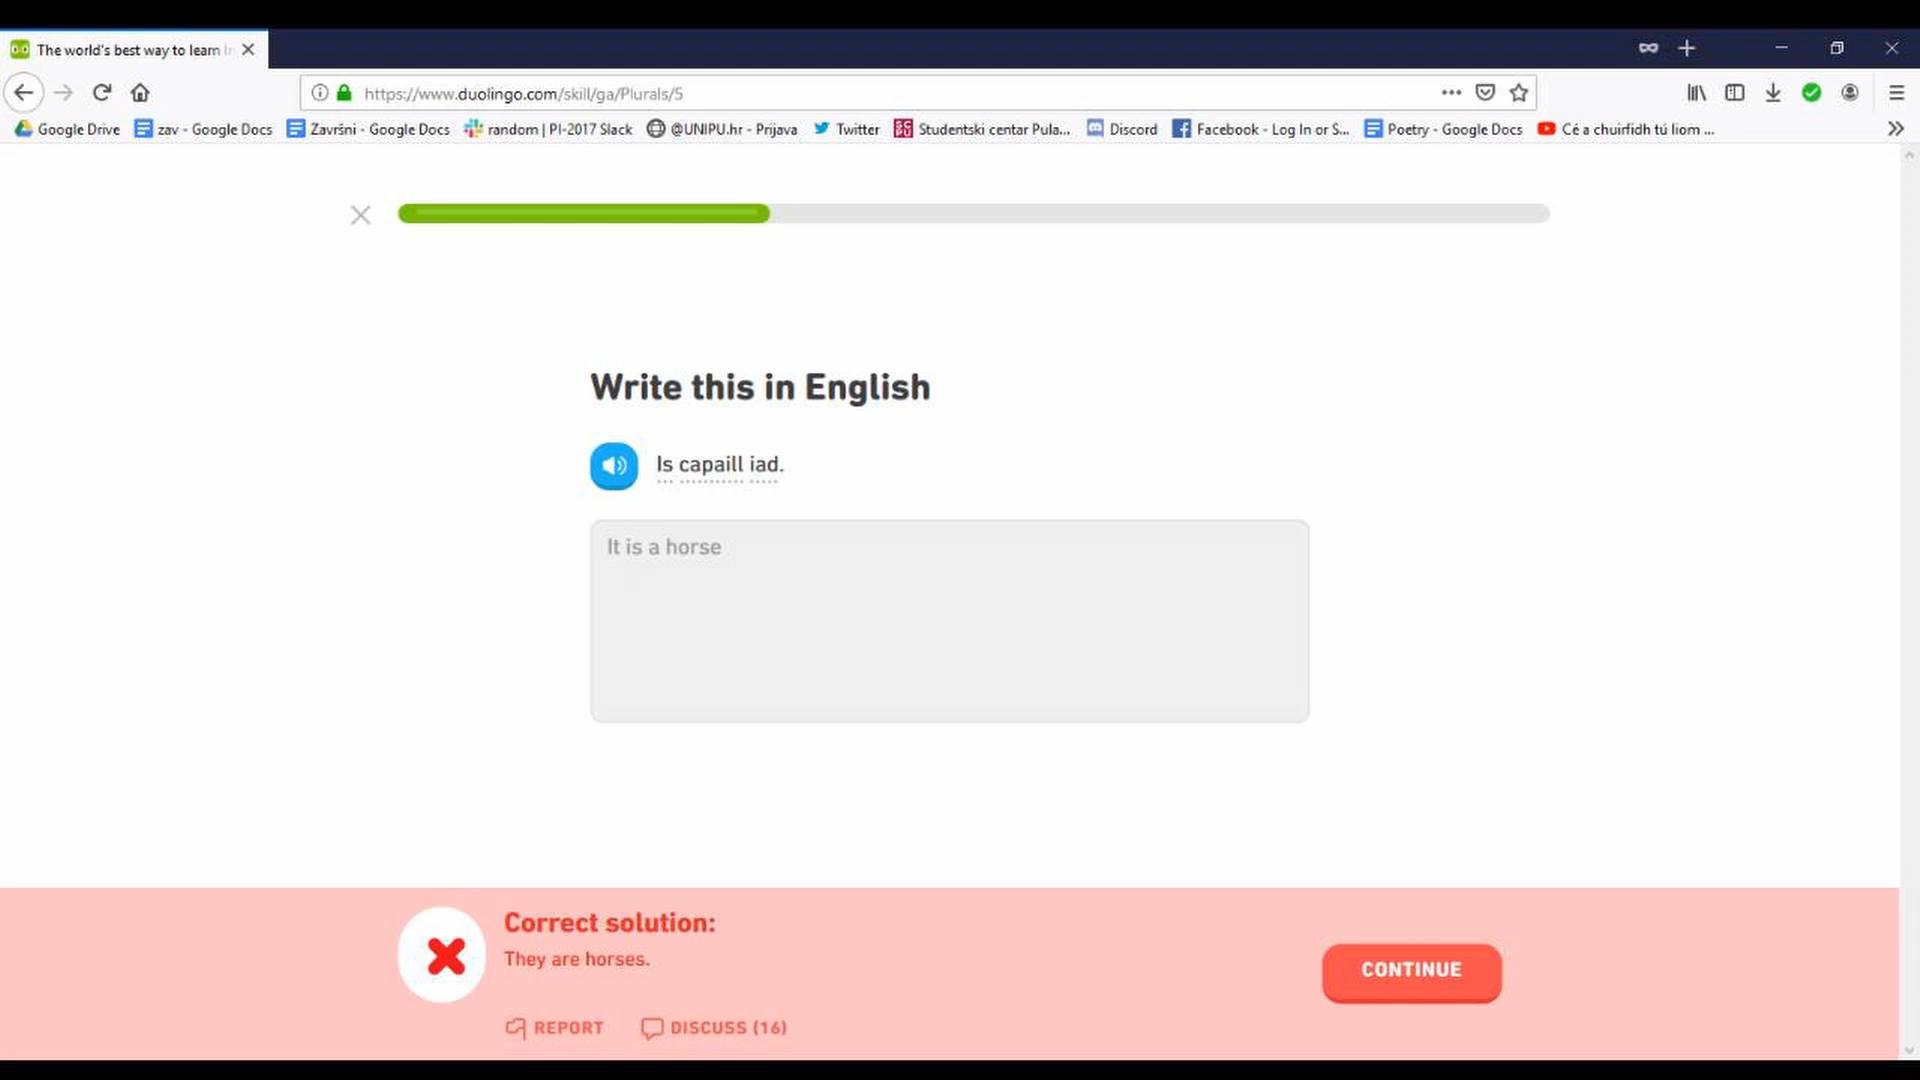 The world's best way to learn
https://www.duolingo.com/skill/ga/Plurals/5
Google Drive zav - Google Docs Završni - Google Docs random | PI-2017 Slack @UNIPU.hr - Prijava Twitter Studentski centar Pula... Discord Facebook - Log In or S... Poetry - Google Docs Cé a chuirfidh tú liom ...
Write this in English
Is capaill iad.
It is a horse
Correct solution:
They are horses.
CONTINUE
REPORT DISCUSS (16)